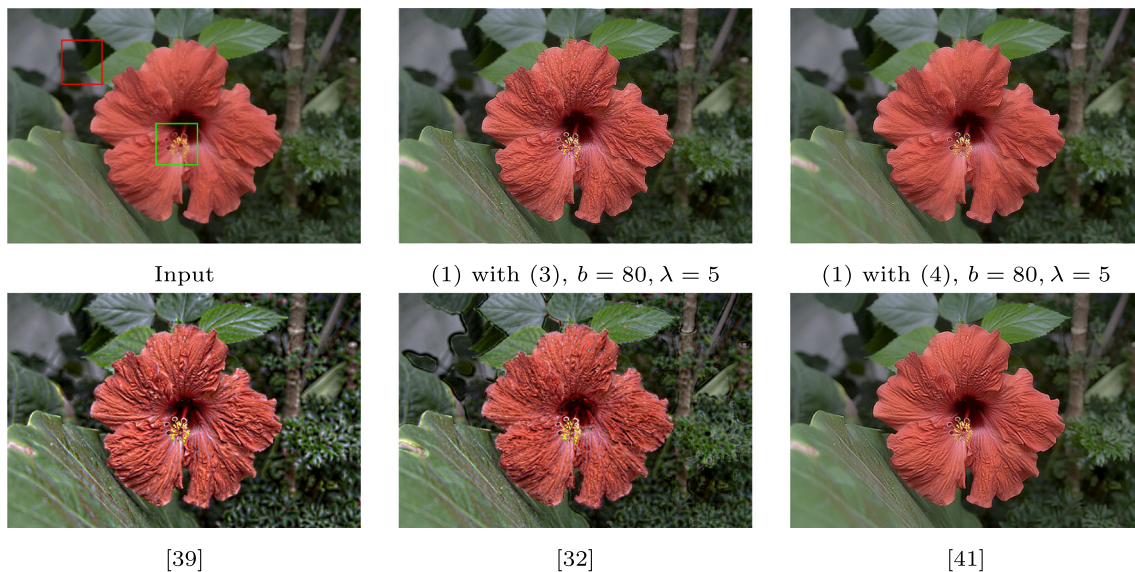 Input
(1) with (3), b = 80, λ = 5
(1) with (4), b = 80, λ = 5
[39]
[32]
[41]